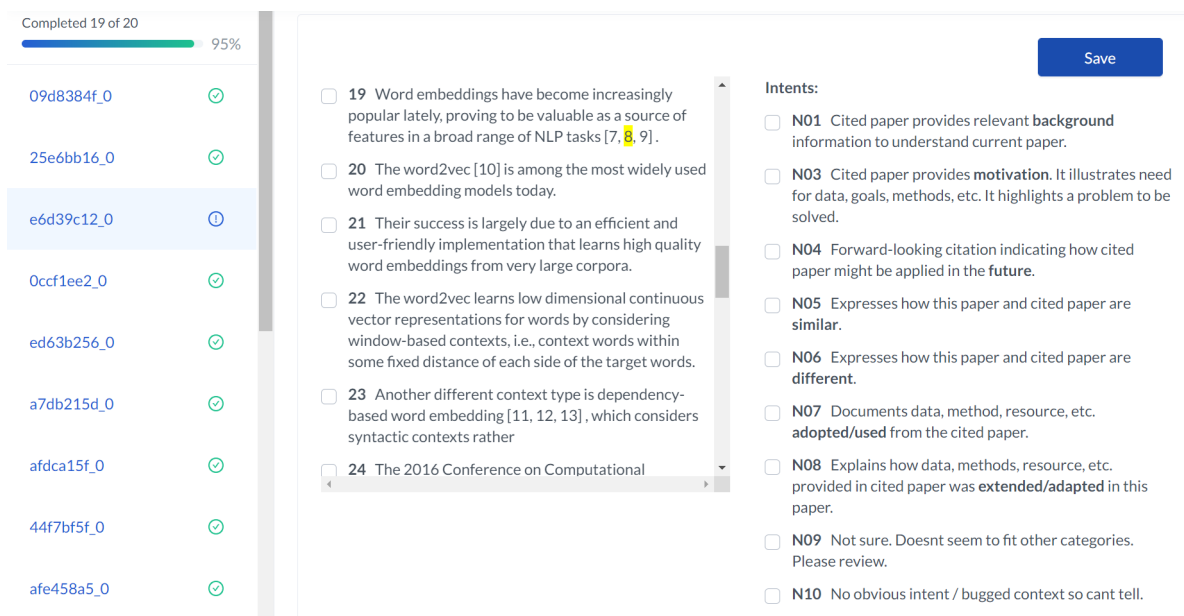 Completed 19 of 20
95%
09d8384f_0
25e6bb16_0
e6d39c12_0
0ccf1ee2_0
ed63b256_0
a7db215d_0
afdca15f_0
44f7bf5f_0
afe458a5_0
19 Word embeddings have become increasingly
popular lately, proving to be valuable as a source of
features in a broad range of NLP tasks [7, 8, 9] .
20 The word2vec [10] is among the most widely used
word embedding models today.
21 Their success is largely due to an efficient and
user-friendly implementation that learns high quality
word embeddings from very large corpora.
22 The word2vec learns low dimensional continuous
vector representations for words by considering
window-based contexts, i.e., context words within
some fixed distance of each side of the target words.
23 Another different context type is dependency-
based word embedding [11, 12, 13] , which considers
syntactic contexts rather
24 The 2016 Conference on Computational
Save
Intents:
N01 Cited paper provides relevant background
information to understand current paper.
N03 Cited paper provides motivation. It illustrates need
for data, goals, methods, etc. It highlights a problem to be
solved.
N04 Forward-looking citation indicating how cited
paper might be applied in the future.
N05 Expresses how this paper and cited paper are
similar.
N06 Expresses how this paper and cited paper are
different.
N07 Documents data, method, resource, etc.
adopted/used from the cited paper.
N08 Explains how data, methods, resource, etc.
provided in cited paper was extended/adapted in this
paper.
N09 Not sure. Doesnt seem to fit other categories.
Please review.
N10 No obvious intent / bugged context so cant tell.